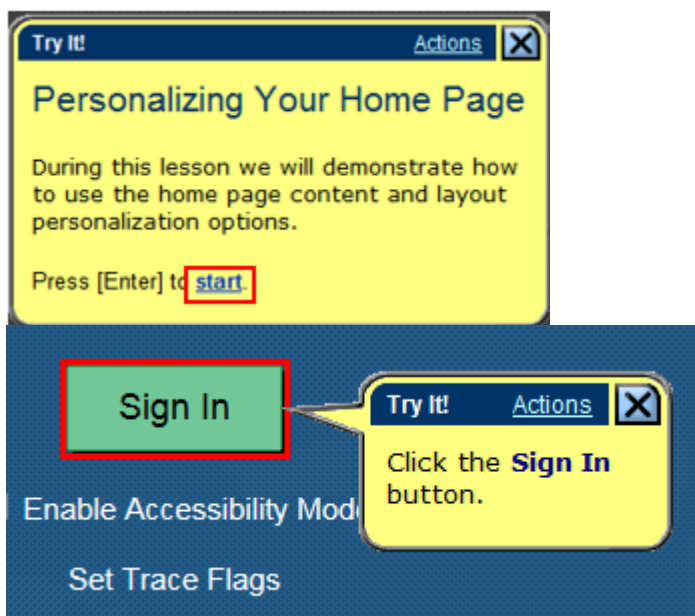 Try It! Actions
Personalizing Your Home Page
During this lesson we will demonstrate how
to use the home page content and layout
personalization options.
Press [Enter] to start.
Sign In
Try It! Actions
Click the Sign In
button.
Enable Accessibility Mode
Set Trace Flags